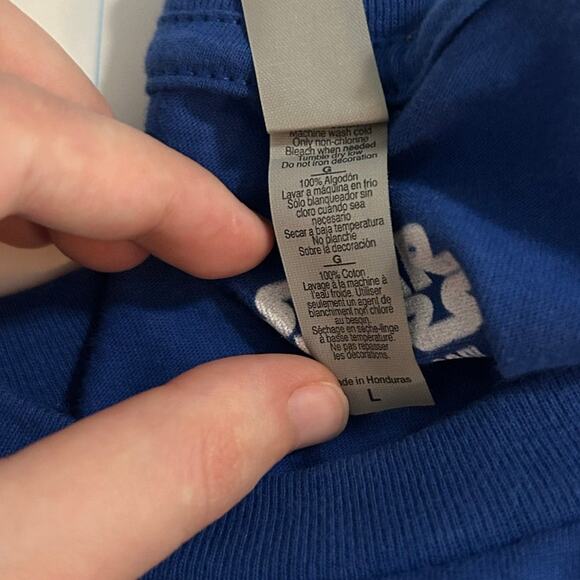 Machine wash cold
Only non-chlorine
Bleach when needed
Tumble dry low
Do not iron decoration
G
100% Algodón
Lavar a máquina en frio
Sólo blanqueador sin
cloro cuándo sea
necesario
Secar a baja temperatura
No planche
Sobre la decoración
G
100% Coton
Lavage à la machine à
l'eau froide. Utiliser
seulement un agent de
blanchiment non chloré
au besoin.
Séchage en sèche-linge
à basse température.
Ne pas repasser
les décorations.
de in Honduras
L